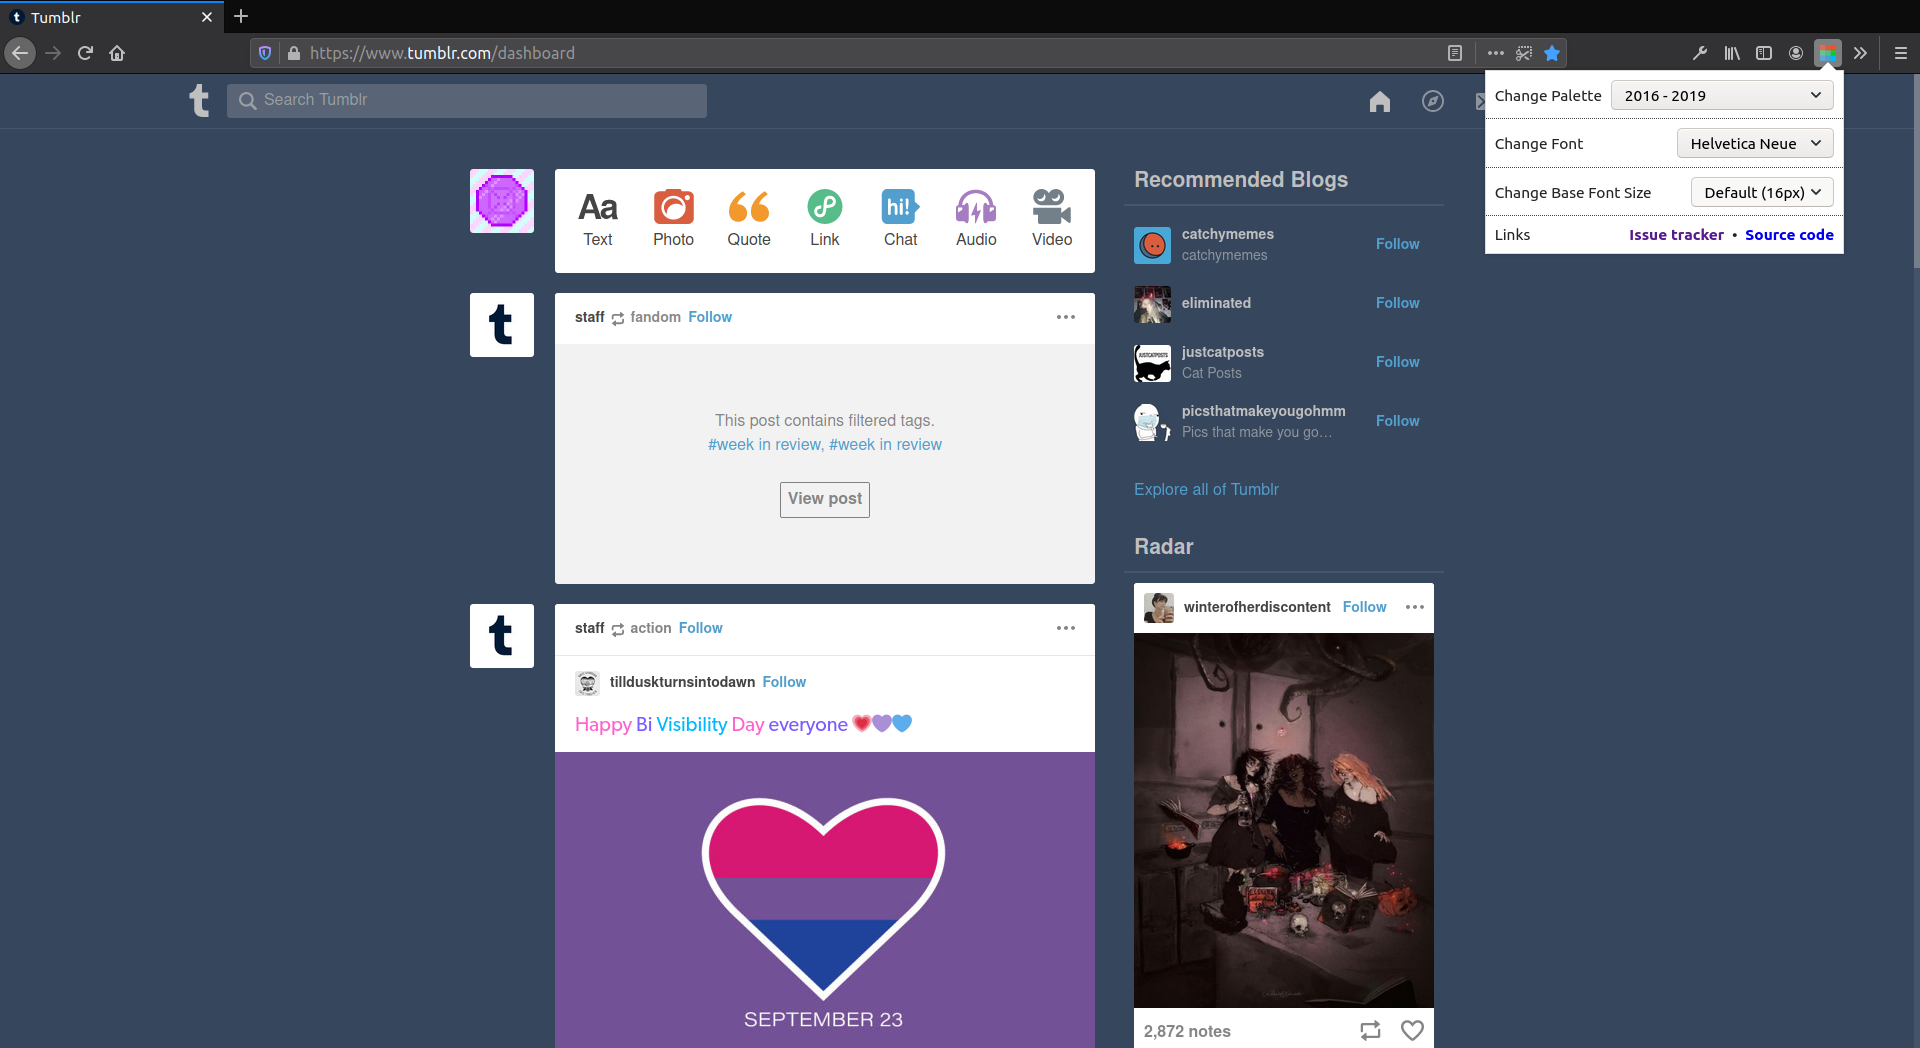 Tumblr
https://www.tumblr.com/dashboard
t
Search Tumblr
Change Palette 2016 - 2019
Change Font Helvetica Neue
Change Base Font Size Default (16px)
Links Issue tracker • Source code
Aa
hi!
Text Photo Quote Link Chat Audio Video
t
staff fandom Follow
This post contains filtered tags.
#week in review, #week in review
View post
t
staff action Follow
tillduskturnsintodawn Follow
Happy Bi Visibility Day everyone
SEPTEMBER 23
Recommended Blogs
catchymemes
catchymemes
Follow
eliminated
Follow
JUSTCATPOSTS
justcatposts
Cat Posts
Follow
picsthatmakeyougohmm
Pics that make you go…
Follow
Explore all of Tumblr
Radar
winterofherdiscontent Follow
2,872 notes